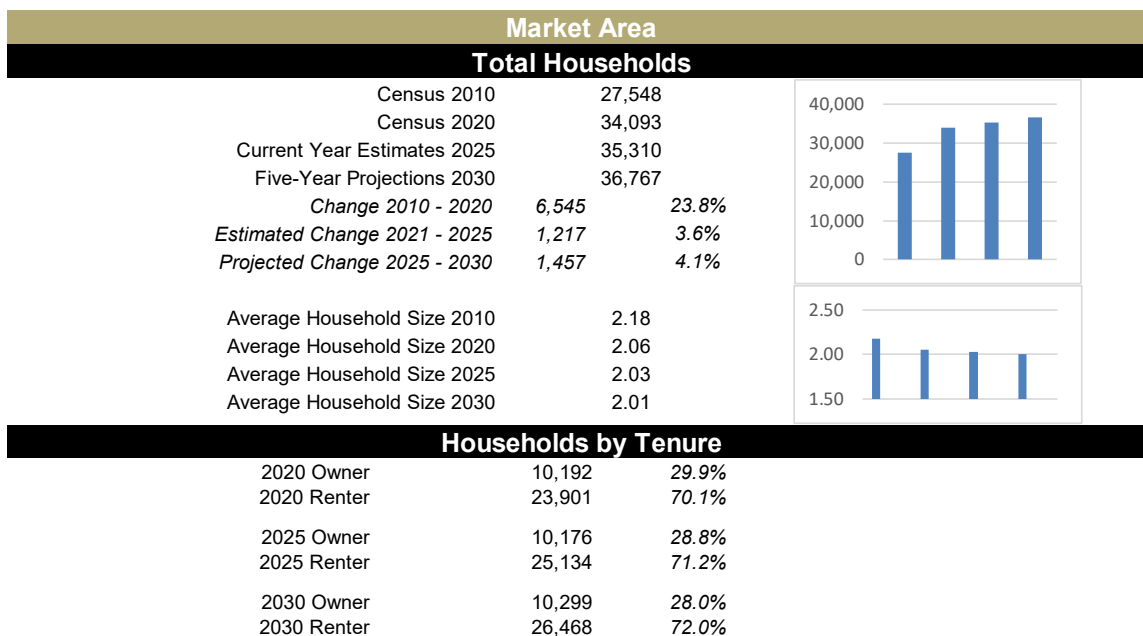 Market Area
Total Households
Census 2010 27,548
Census 2020 34,093
Current Year Estimates 2025 35,310
Five-Year Projections 2030 36,767
Change 2010 - 2020 6,545 23.8%
Estimated Change 2021 - 2025 1,217 3.6%
Projected Change 2025 - 2030 1,457 4.1%
40,000
30,000
20,000
10,000
0
Average Household Size 2010 2.18
Average Household Size 2020 2.06
Average Household Size 2025 2.03
Average Household Size 2030 2.01
2.50
2.00
1.50
Households by Tenure
2020 Owner 10,192 29.9%
2020 Renter 23,901 70.1%
2025 Owner 10,176 28.8%
2025 Renter 25,134 71.2%
2030 Owner 10,299 28.0%
2030 Renter 26,468 72.0%